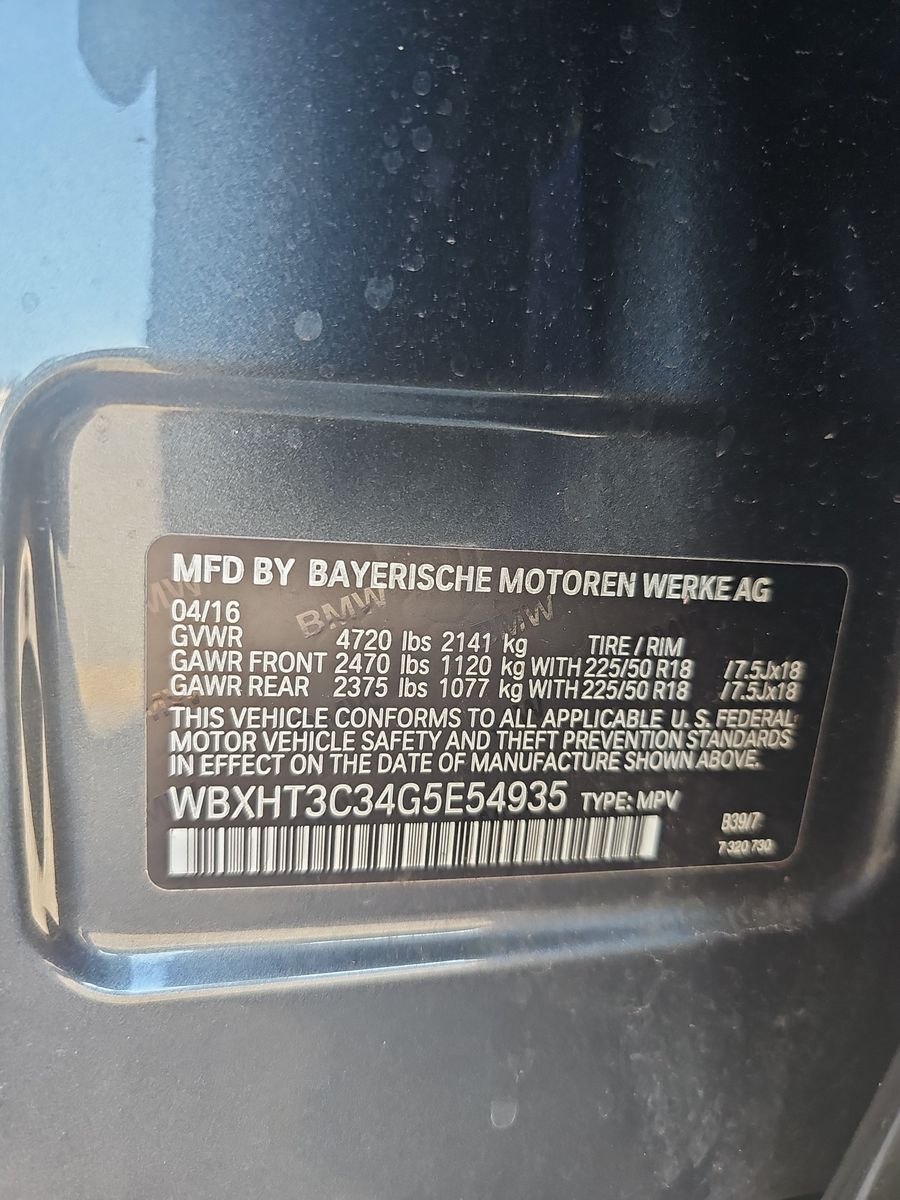 MFD BY BAYERISCHE MOTOREN WERKE AG
04/16
GVWR 4720 lbs 2141 kg TIRE / RIM
GAWR FRONT 2470 lbs 1120 kg WITH 225/50 R18 /7.5Jx18
GAWR REAR 2375 lbs 1077 kg WITH 225/50 R18 /7.5Jx18
THIS VEHICLE CONFORMS TO ALL APPLICABLE U. S. FEDERAL
MOTOR VEHICLE SAFETY AND THEFT PREVENTION STANDARDS
IN EFFECT ON THE DATE OF MANUFACTURE SHOWN ABOVE.
WBXHT3C34G5E54935 TYPE: MPV
B39/7
7 320 730
BMW